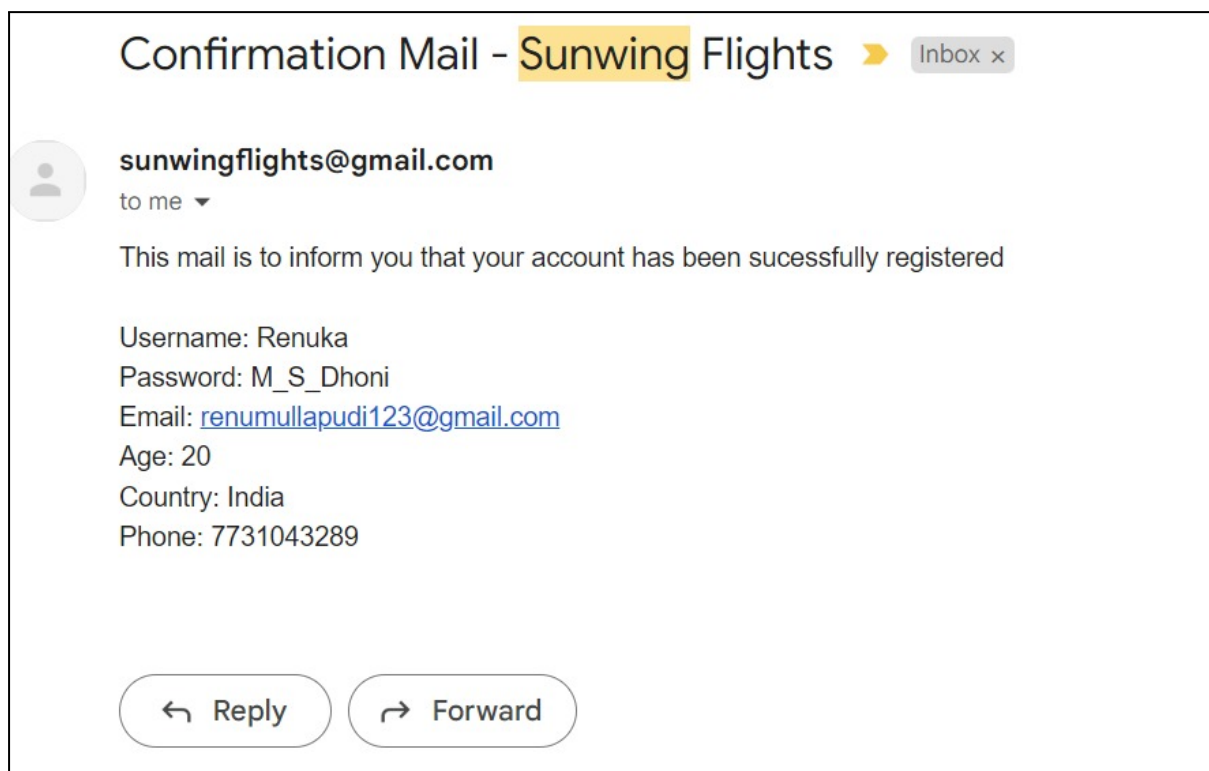 Confirmation Mail - Sunwing Flights Inbox ×
sunwingflights@gmail.com
to me
This mail is to inform you that your account has been sucessfully registered
Username: Renuka
Password: M_S_Dhoni
Email: renumullapudi123@gmail.com
Age: 20
Country: India
Phone: 7731043289
Reply Forward